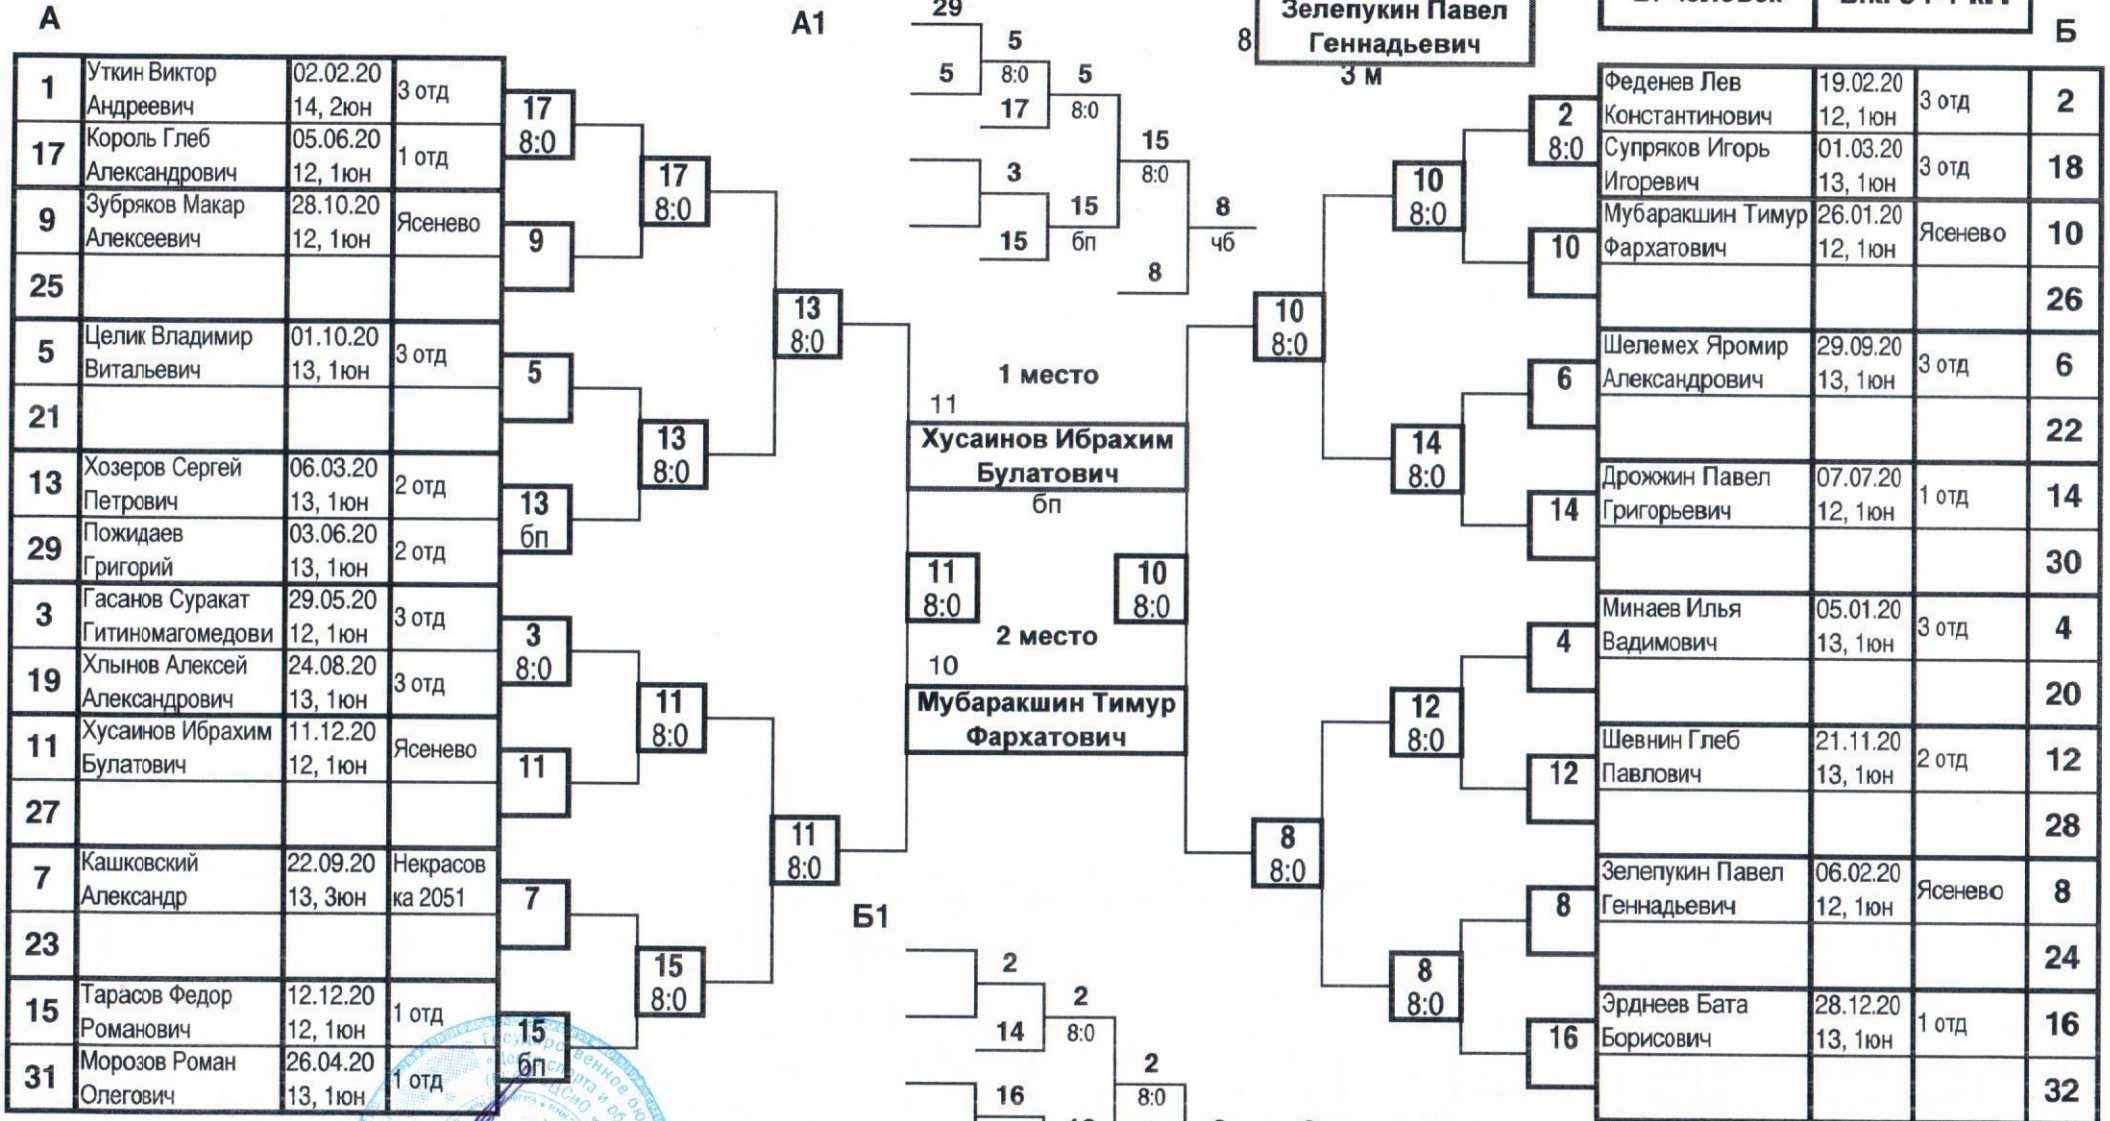 А
А1
29
5
5
8:0
5
17
8:0
15
3
8:0
15
8
15
бп
чб
8
8
Зелепукин Павел
Геннадьевич
3 м
Б
1
Уткин Виктор
Андреевич
02.02.20
14, 2юн
3 отд
17
Король Глеб
Александрович
05.06.20
12, 1юн
1 отд
9
Зубряков Макар
Алексеевич
28.10.20
12, 1юн
Ясенево
25
5
Целик Владимир
Витальевич
01.10.20
13, 1юн
3 отд
21
13
Хозеров Сергей
Петрович
06.03.20
13, 1юн
2 отд
29
Пожидаев
Григорий
03.06.20
13, 1юн
2 отд
3
Гасанов Суракат
Гитиномагомедови
29.05.20
12, 1юн
3 отд
19
Хлынов Алексей
Александрович
24.08.20
13, 1юн
3 отд
11
Хусаинов Ибрахим
Булатович
11.12.20
12, 1юн
Ясенево
27
7
Кашковский
Александр
22.09.20
13, 3юн
Некрасов
ка 2051
23
15
Тарасов Федор
Романович
12.12.20
12, 1юн
1 отд
31
Морозов Роман
Олегович
26.04.20
13, 1юн
1 отд
17
8:0
9
5
13
бп
3
8:0
11
7
15
бп
17
8:0
13
8:0
11
8:0
15
8:0
13
8:0
11
8:0
1 место
11
Хусаинов Ибрахим
Булатович
бп
11
8:0
10
8:0
2 место
10
Мубаракшин Тимур
Фархатович
10
8:0
8
8:0
10
8:0
14
8:0
12
8:0
8
8:0
2
8:0
10
6
14
4
12
8
16
Феденев Лев
Константинович
19.02.20
12, 1юн
3 отд
2
Супряков Игорь
Игоревич
01.03.20
13, 1юн
3 отд
18
Мубаракшин Тимур
Фархатович
26.01.20
12, 1юн
Ясенево
10
26
Шелемех Яромир
Александрович
29.09.20
13, 1юн
3 отд
6
22
Дрожжин Павел
Григорьевич
07.07.20
12, 1юн
1 отд
14
30
Минаев Илья
Вадимович
05.01.20
13, 1юн
3 отд
4
20
Шевнин Глеб
Павлович
21.11.20
13, 1юн
2 отд
12
28
Зелепукин Павел
Геннадьевич
06.02.20
12, 1юн
Ясенево
8
24
Эрднеев Бата
Борисович
28.12.20
13, 1юн
1 отд
16
32
Б1
2
2
14
8:0
2
16
8:0